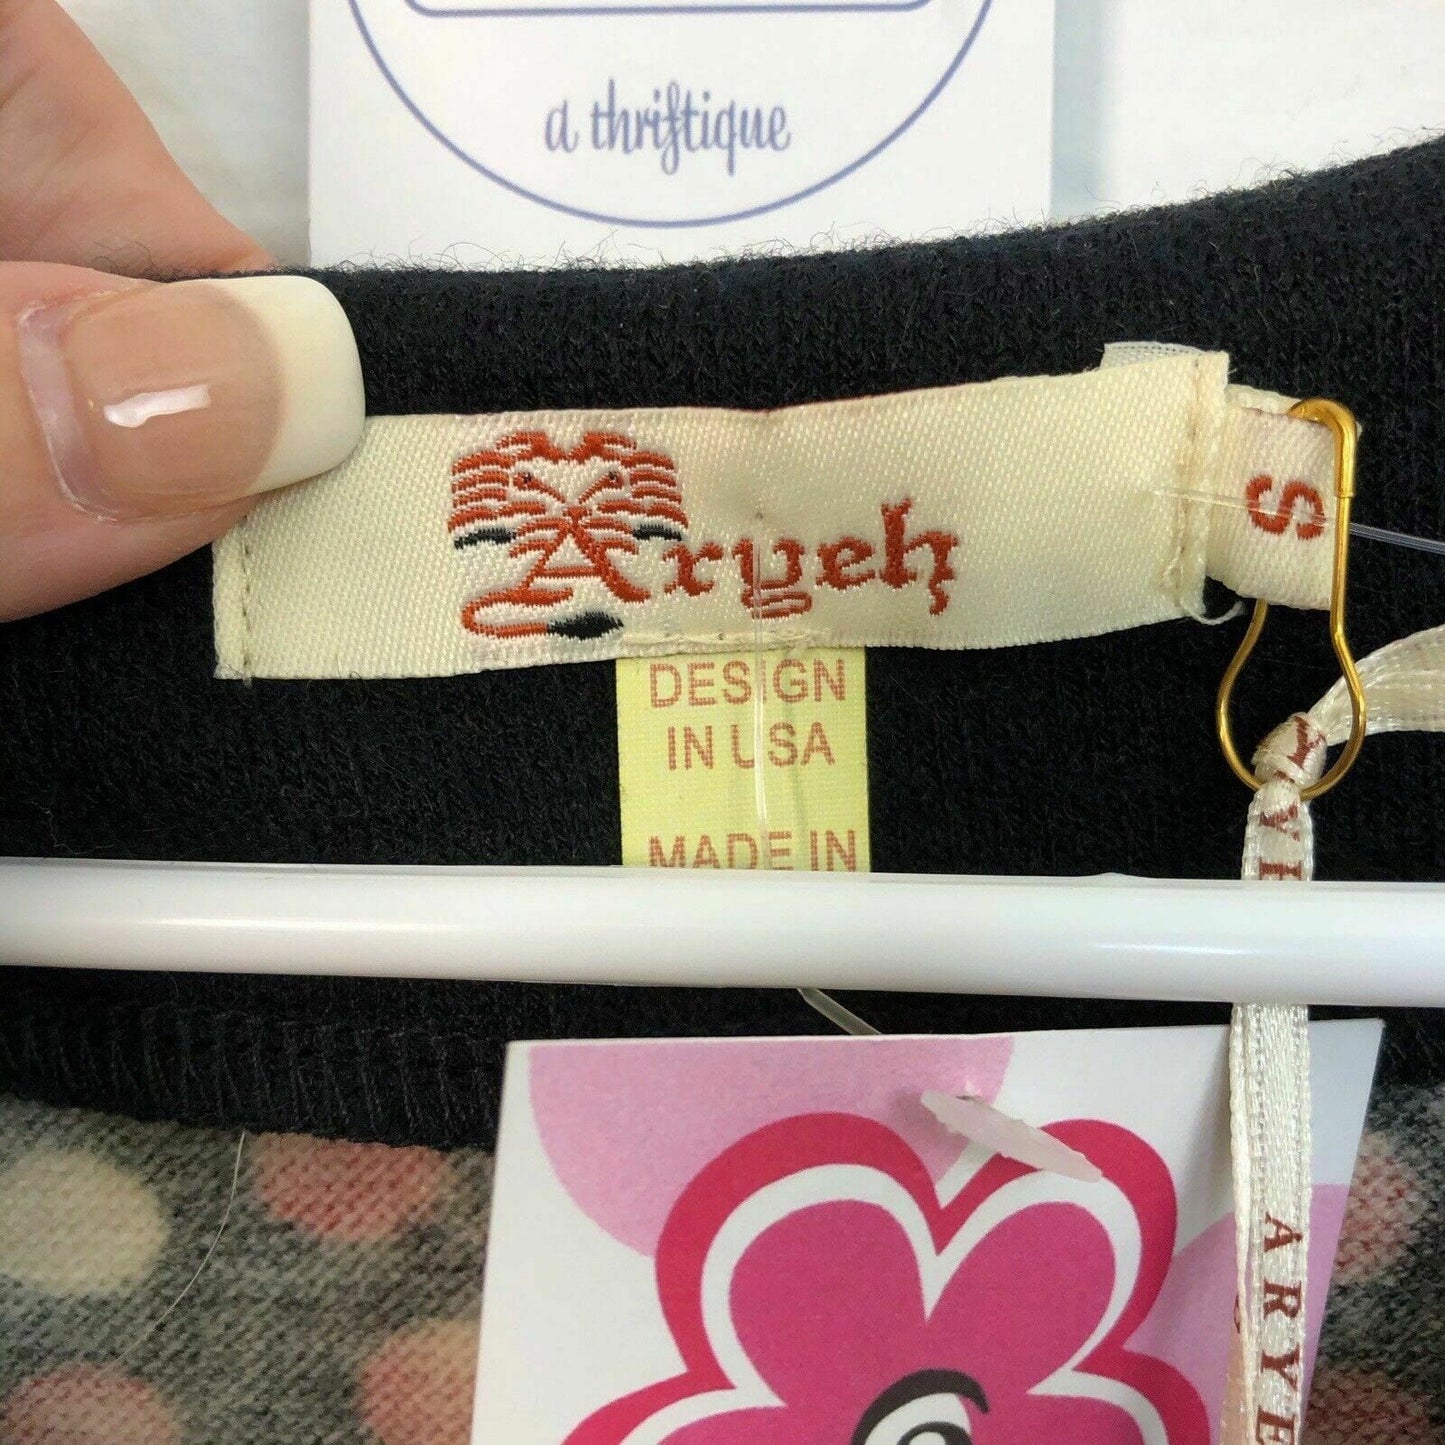 a thriftique
Aryeh
S
DESIGN
IN USA
MADE IN
ARYE